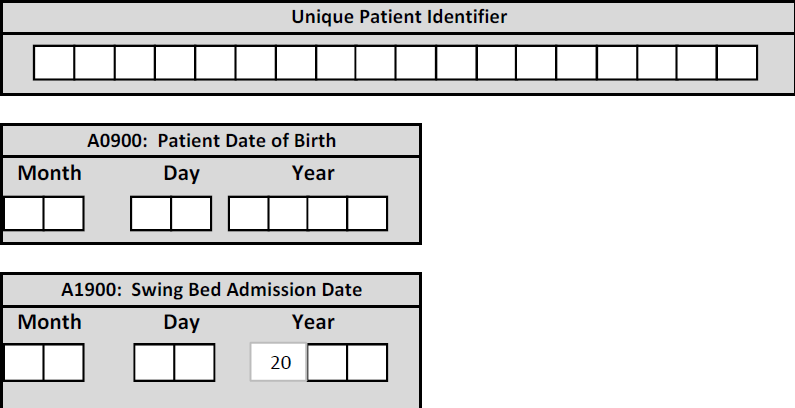 Unique Patient Identifier
A0900: Patient Date of Birth
Month Day Year
A1900: Swing Bed Admission Date
Month Day Year
20